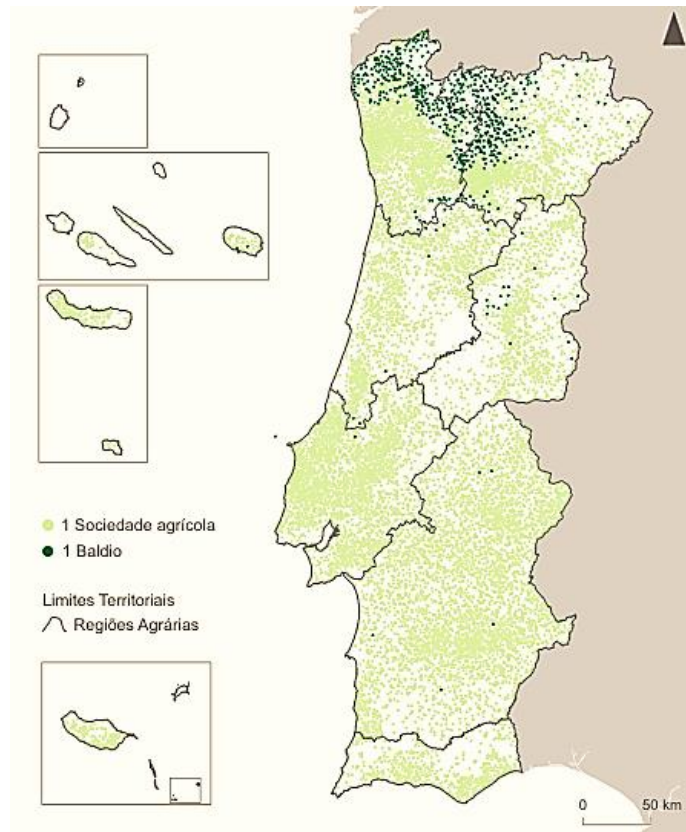 1 Sociedade agrícola
1 Baldio
Limites Territoriais
Regiões Agrárias
0 50 km